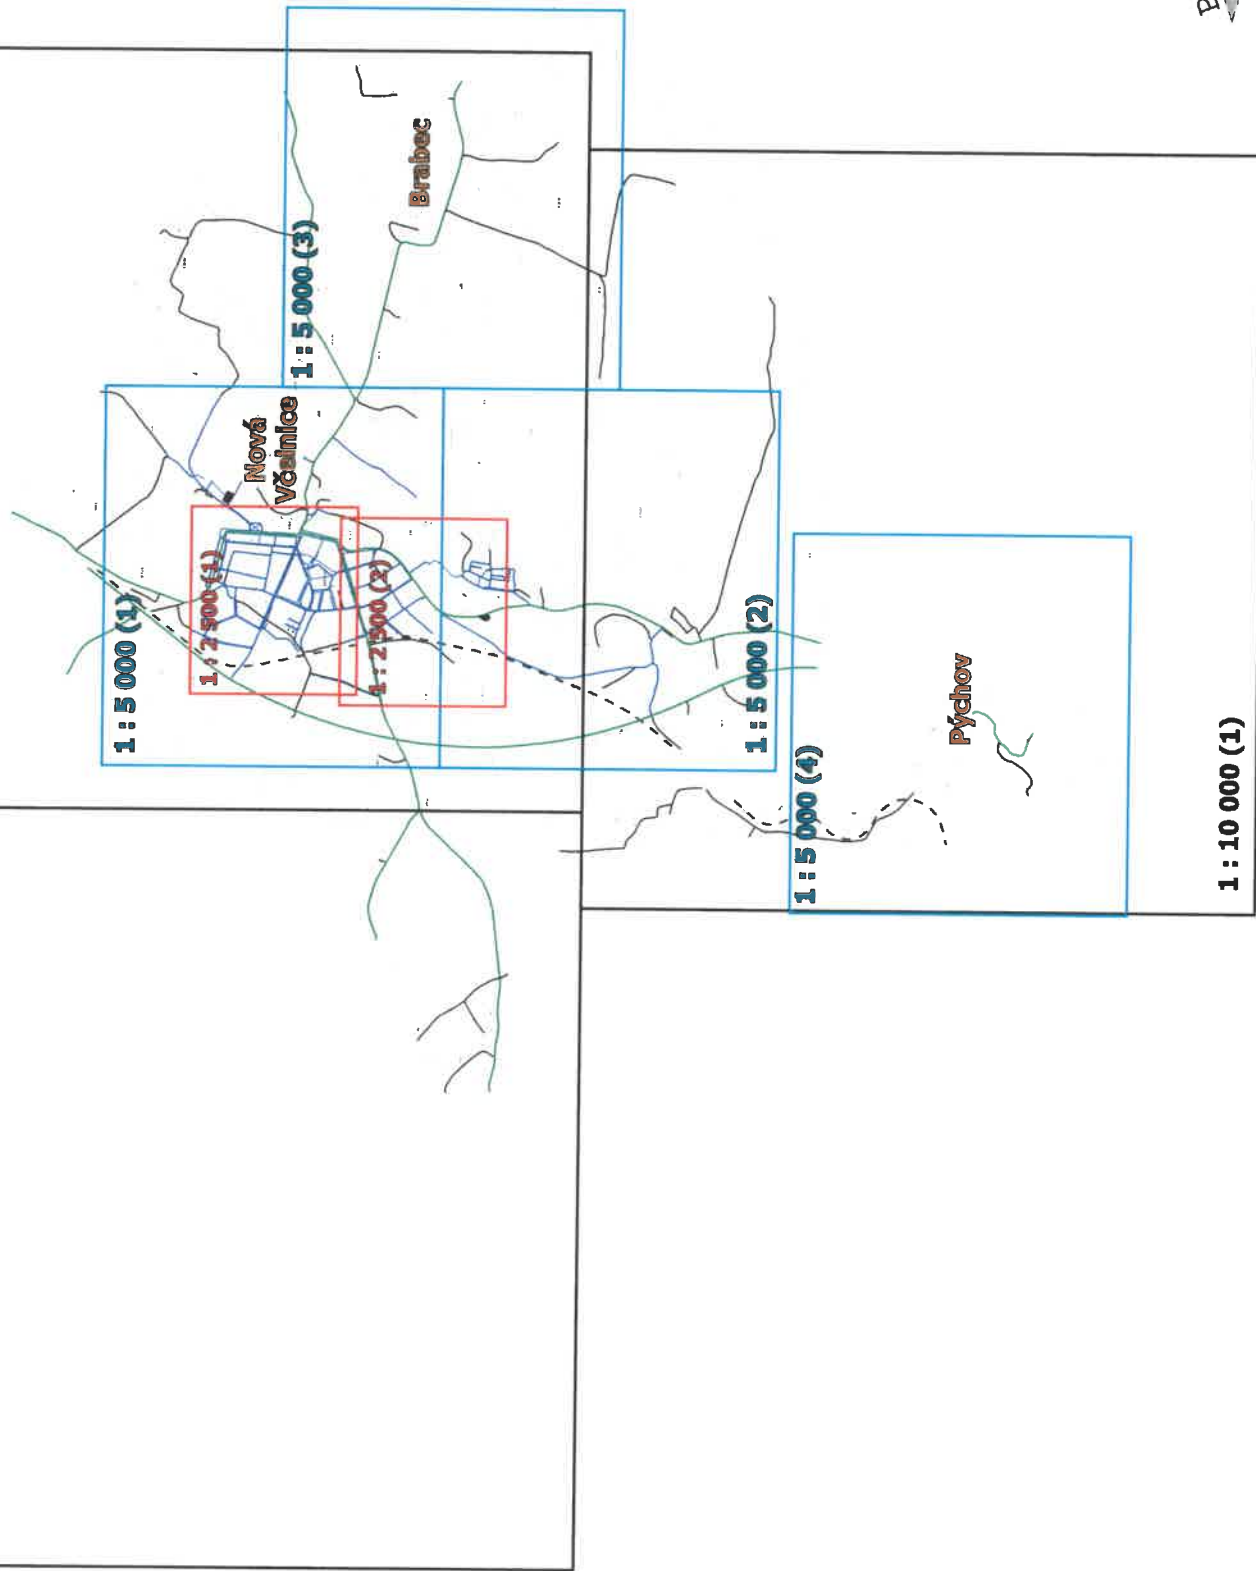 1 : 5 000 (1)
1 : 2 500 (1)
Nová
Včelnice
1 : 5 000 (3)
Brabec
1 : 2 500 (2)
1 : 5 000 (2)
1 : 5 000 (4)
Pýchov
1 : 10 000 (1)